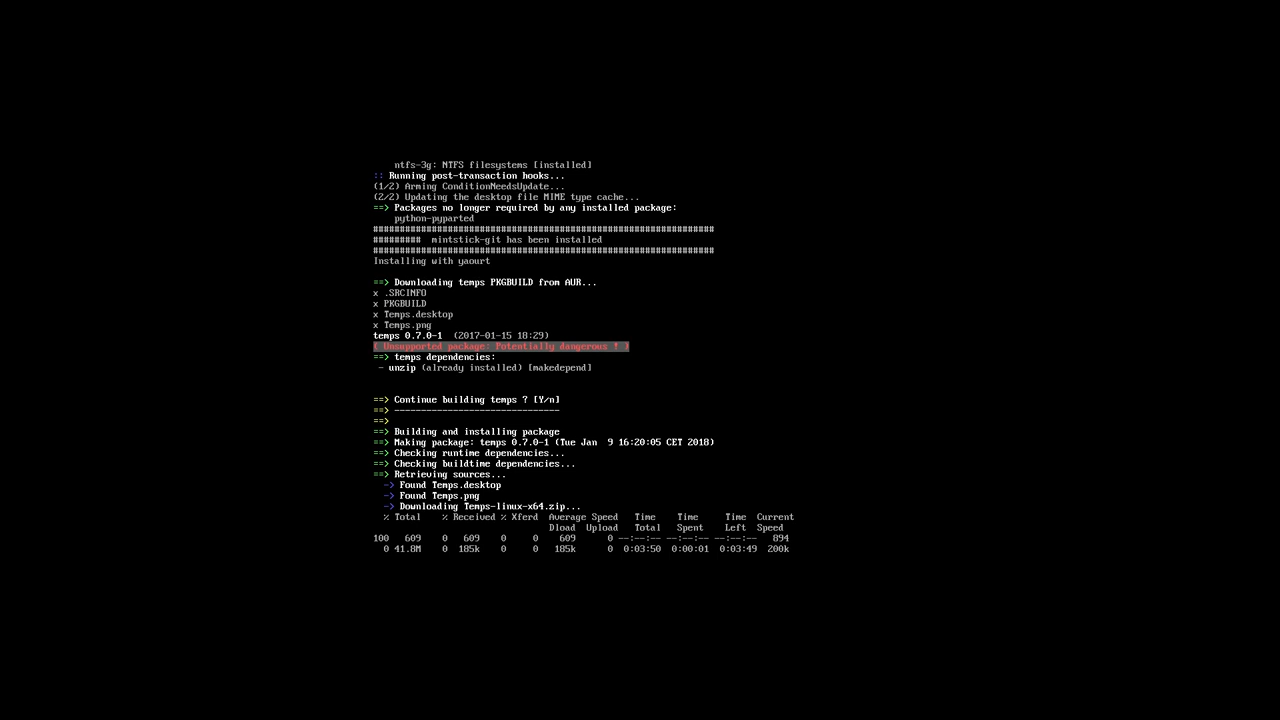 ntfs-3g: NTFS filesystems [installed]
:: Running post-transaction hooks...
(1/2) Arming ConditionNeedsUpdate...
(2/2) Updating the desktop file MIME type cache...
==> Packages no longer required by any installed package:
python-pyparted
################################################################
#########  mintstick-git has been installed
################################################################
Installing with yaourt
==> Downloading temps PKGBUILD from AUR...
x .SRCINFO
x PKGBUILD
x Temps.desktop
x Temps.png
temps 0.7.0-1  (2017-01-15 18:29)
( Unsupported package: Potentially dangerous ! )
==> temps dependencies:
- unzip (already installed) [makedepend]
==> Continue building temps ? [Y/n]
==> -------------------------------
==>
==> Building and installing package
==> Making package: temps 0.7.0-1 (Tue Jan  9 16:20:05 CET 2018)
==> Checking runtime dependencies...
==> Checking buildtime dependencies...
==> Retrieving sources...
-> Found Temps.desktop
-> Found Temps.png
-> Downloading Temps-linux-x64.zip...
% Total    % Received % Xferd  Average Speed   Time    Time     Time  Current
Dload  Upload   Total   Spent    Left  Speed
100   609    0   609    0     0    609      0 --:--:-- --:--:-- --:--:--   894
0 41.8M    0  185k    0     0   185k      0  0:03:50  0:00:01  0:03:49  200k